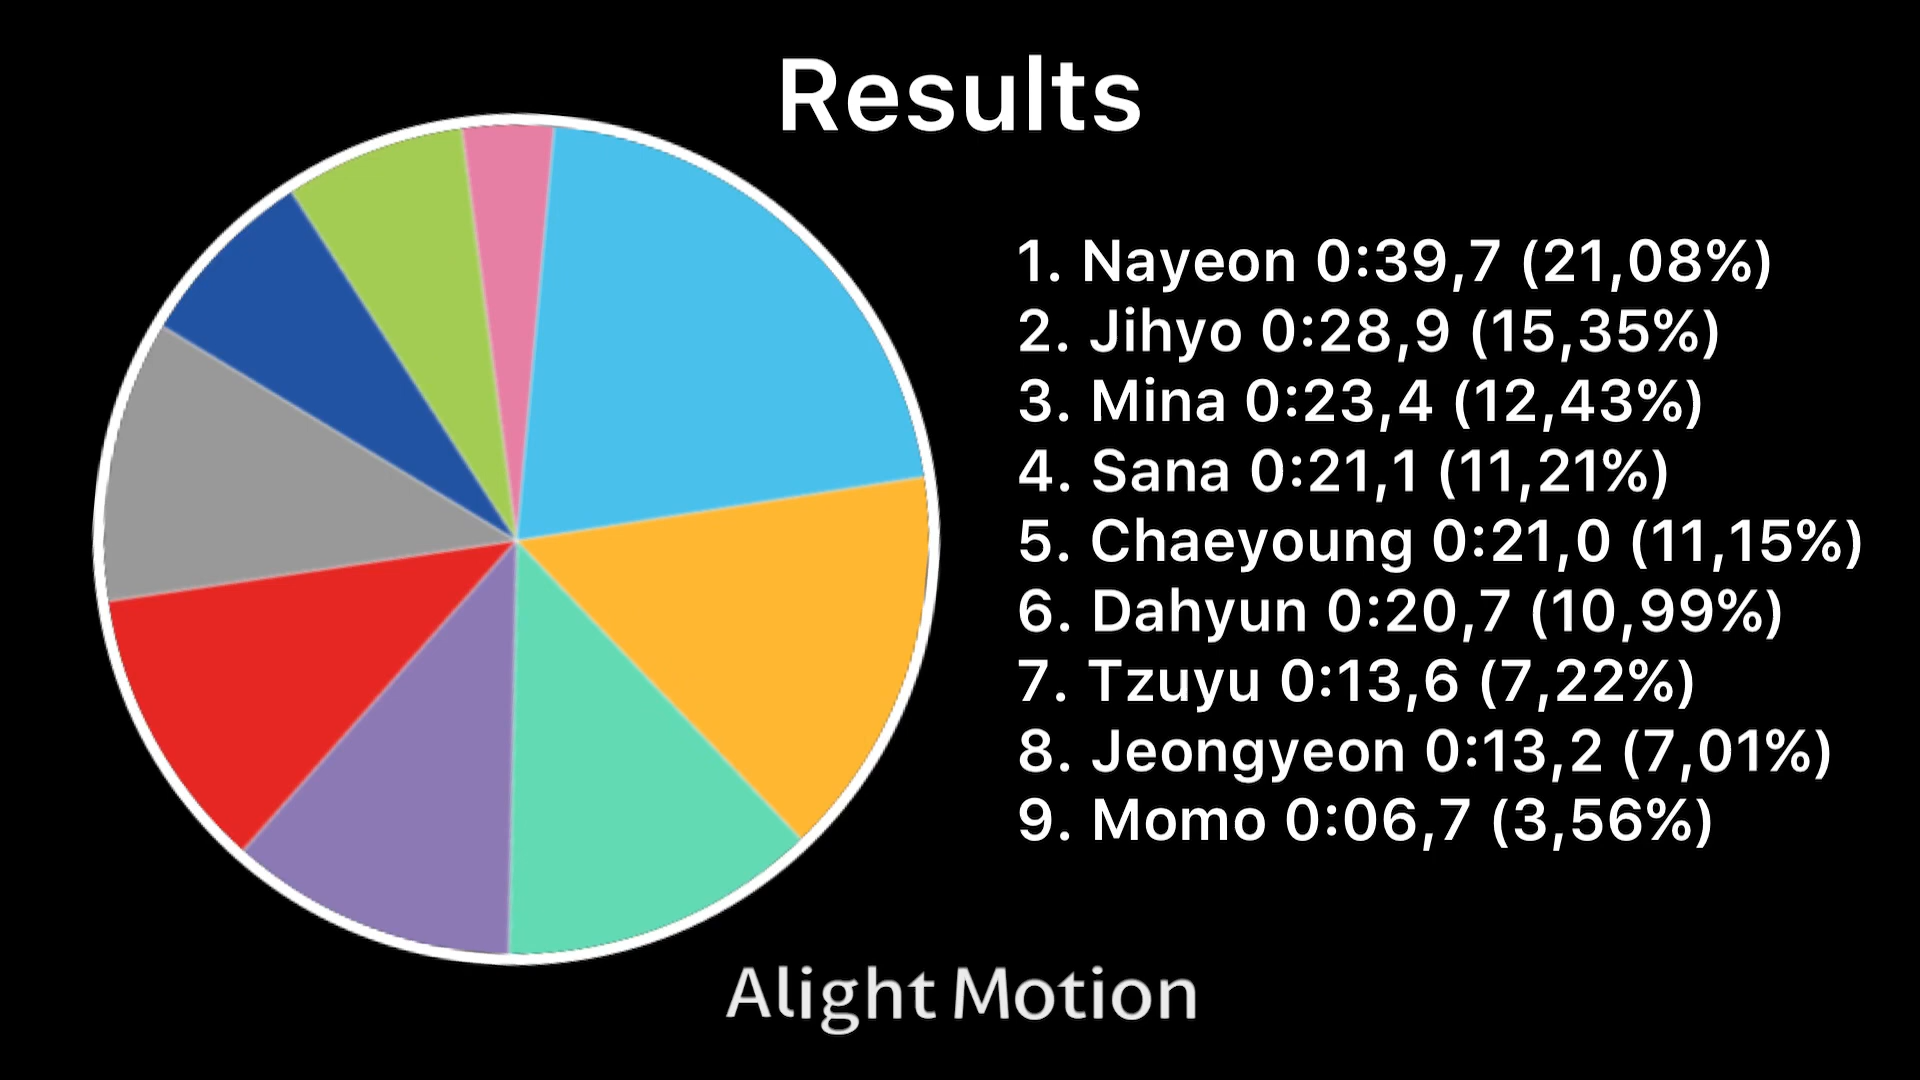 Results
1. Nayeon 0:39,7 (21,08%)
2. Jihyo 0:28,9 (15,35%)
3. Mina 0:23,4 (12,43%)
4. Sana 0:21,1 (11,21%)
5. Chaeyoung 0:21,0 (11,15%)
6. Dahyun 0:20,7 (10,99%)
7. Tzuyu 0:13,6 (7,22%)
8. Jeongyeon 0:13,2 (7,01%)
9. Momo 0:06,7 (3,56%)
Alight Motion